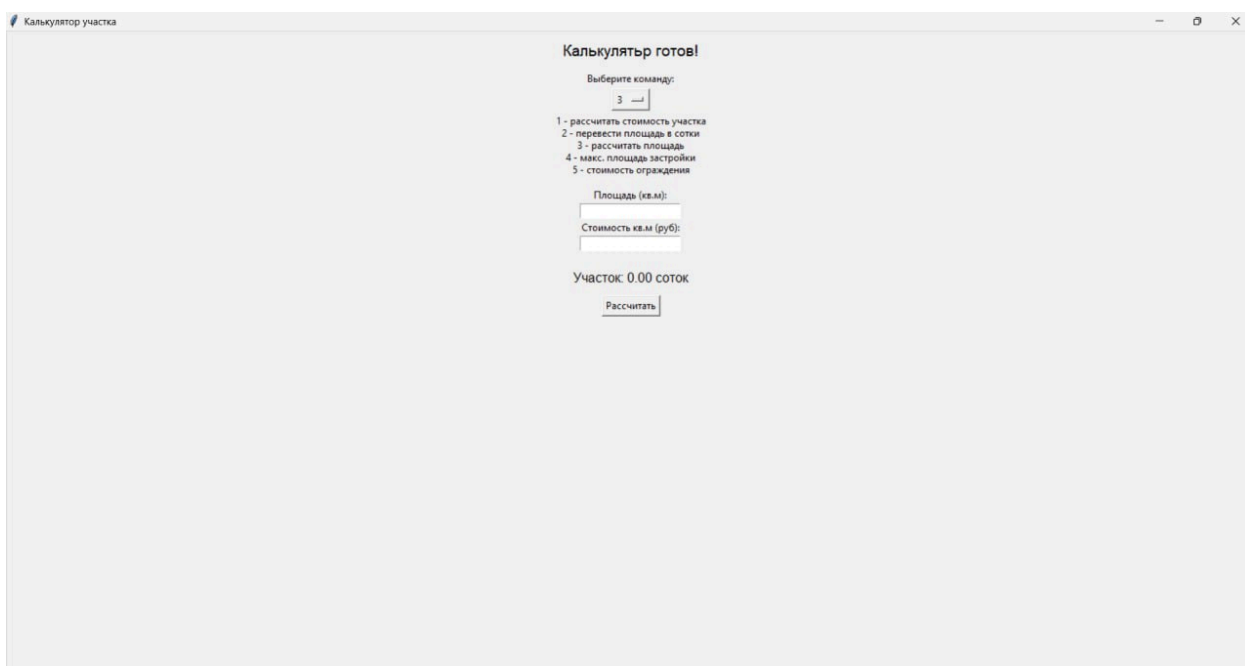 Калькулятор участка
Калькулятьр готов!
Выберите команду:
3
1 - рассчитать стоимость участка
2 - перевести площадь в сотки
3 - рассчитать площадь
4 - макс. площадь застройки
5 - стоимость ограждения
Площадь (кв.м):
Стоимость кв.м (руб):
Участок: 0.00 соток
Рассчитать